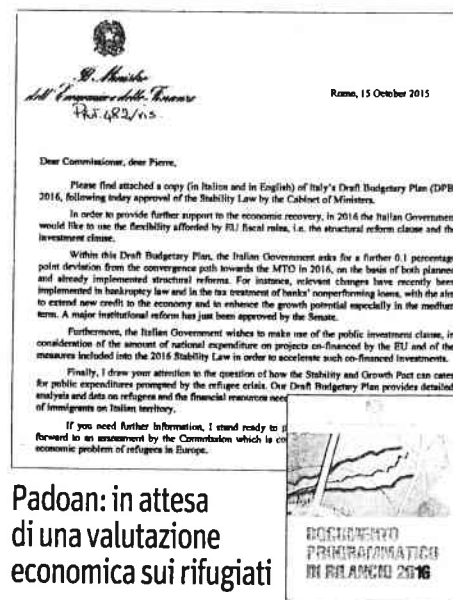 Il Ministro
dell'Economia e delle Finanze
Prot. 482/vis
Rome, 15 October 2015
Dear Commissioner, dear Pierre,
Please find attached a copy (in Italian and in English) of Italy's Draft Budgetary Plan (DPB
2016, following today approval of the Stability Law by the Cabinet of Ministers.
In order to provide further support to the economic recovery, in 2016 the Italian Government
would like to use the flexibility afforded by EU fiscal rules, i.e. the structural reform clause and the
investment clause.
Within this Draft Budgetary Plan, the Italian Government asks for a further 0.1 percentage
point deviation from the convergence path towards the MTO in 2016, on the basis of both planned
and already implemented structural reforms. For instance, relevant changes have recently been
implemented in bankruptcy law and in the tax treatment of banks' nonperforming loans, with the aim
to extend new credit to the economy and to enhance the growth potential especially in the medium
term. A major institutional reform has just been approved by the Senate.
Furthermore, the Italian Government wishes to make use of the public investment clause, in
consideration of the amount of national expenditure on projects co-financed by the EU and of the
measures included into the 2016 Stability Law in order to accelerate such co-financed investments.
Finally, I draw your attention to the question of how the Stability and Growth Pact can cater
for public expenditures prompted by the refugee crisis. Our Draft Budgetary Plan provides detailed
analysis and data on refugees and the financial resources nee
of immigrants on Italian territory.
If you need further information, I stand ready to p
forward to an assessment by the Commission which is co
economic problem of refugees in Europe.
Padoan: in attesa
di una valutazione
economica sui rifugiati
DOCUMENTO
PROGRAMMATICO
DI BILANCIO 2016